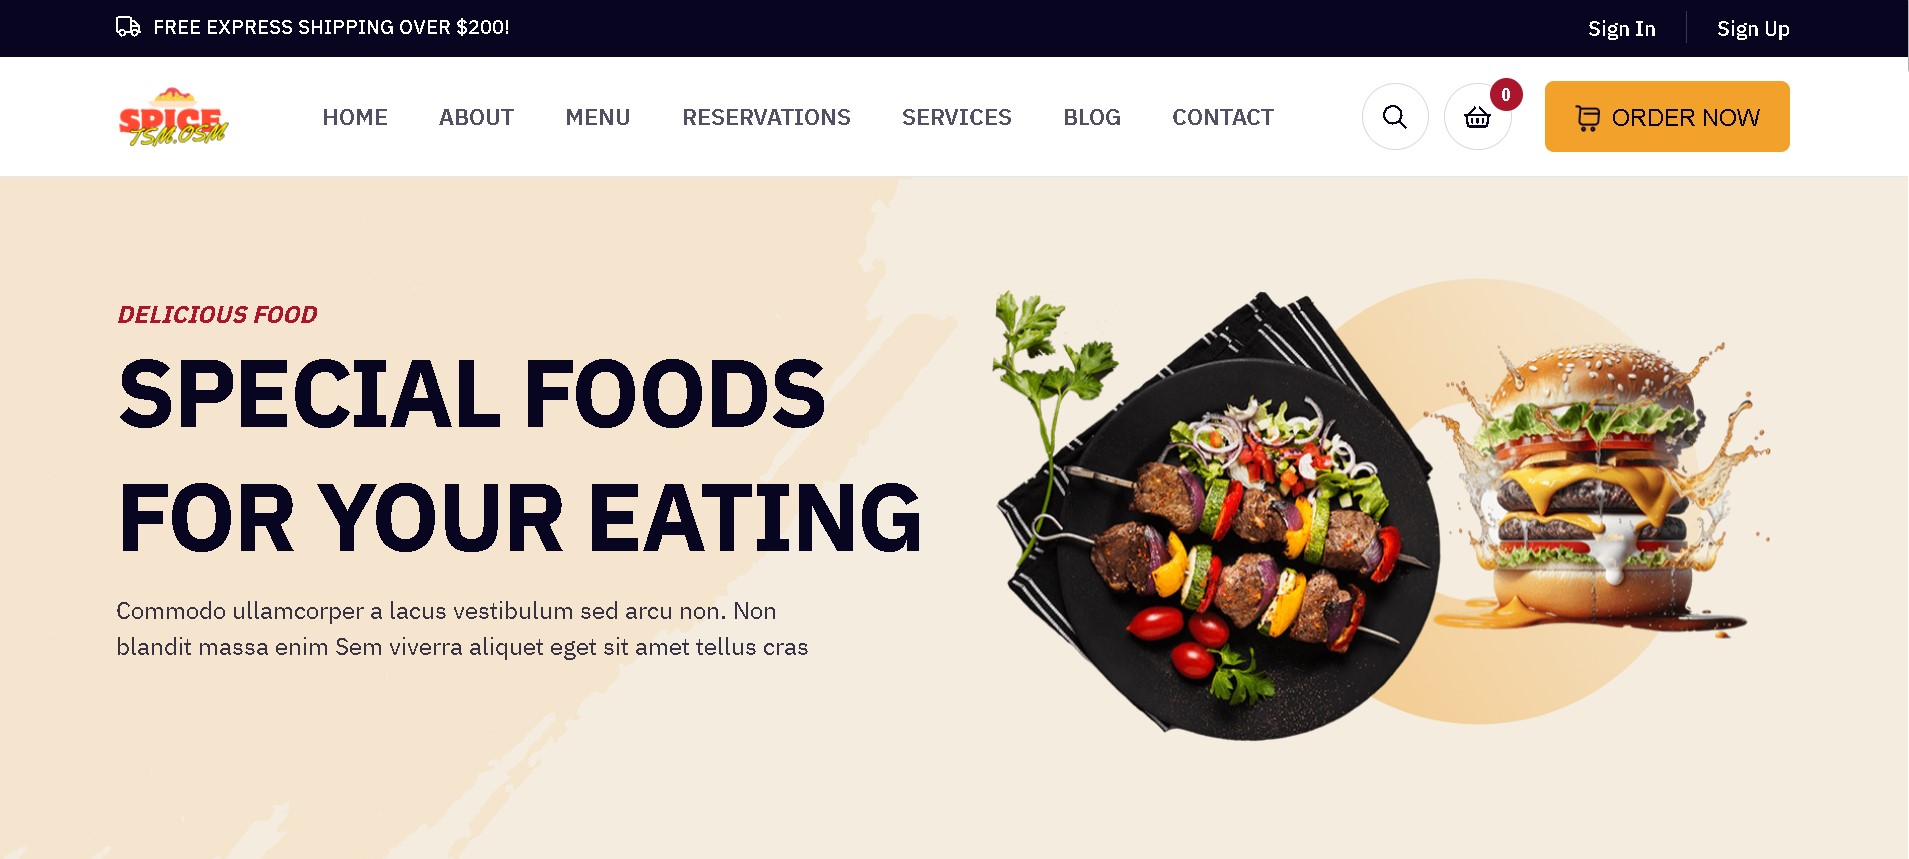 FREE EXPRESS SHIPPING OVER $200!
Sign In
Sign Up
SPICE
TSM.OSM
HOME
ABOUT
MENU
RESERVATIONS
SERVICES
BLOG
CONTACT
0
ORDER NOW
DELICIOUS FOOD
SPECIAL FOODS
FOR YOUR EATING
Commodo ullamcorper a lacus vestibulum sed arcu non. Non
blandit massa enim Sem viverra aliquet eget sit amet tellus cras